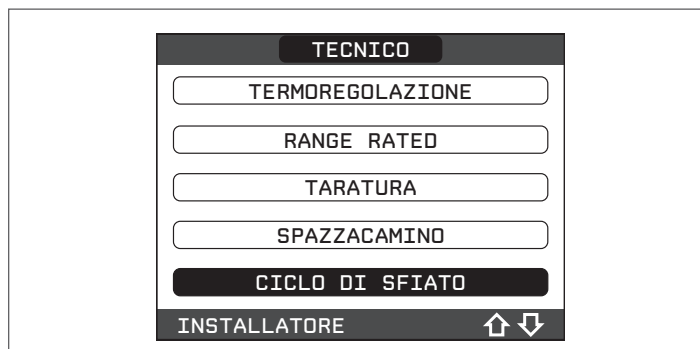 TECNICO
TERMOREGOLAZIONE
RANGE RATED
TARATURA
SPAZZACAMINO
CICLO DI SFIATO
INSTALLATORE